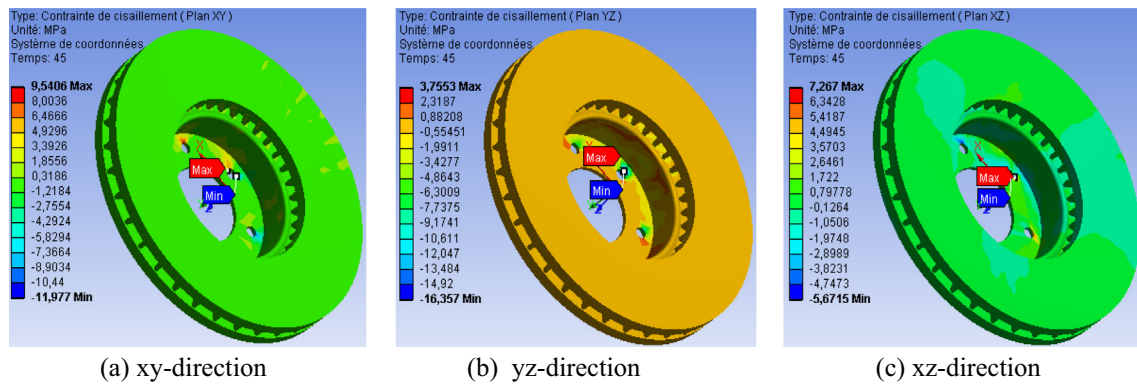 Type: Contrainte de cisaillement ( Plan XY )
Unité: MPa
Système de coordonnées
Temps: 45
9,5406 Max
8,0036
6,4666
4,9296
3,3926
1,8556
0,3186
-1,2184
-2,7554
-4,2924
-5,8294
-7,3664
-8,9034
-10,44
-11,977 Min
X
Max
Min
Z
(a) xy-direction
Type: Contrainte de cisaillement ( Plan YZ )
Unité: MPa
Système de coordonnées
Temps: 45
3,7553 Max
2,3187
0,88208
-0,55451
-1,9911
-3,4277
-4,8643
-6,3009
-7,7375
-9,1741
-10,611
-12,047
-13,484
-14,92
-16,357 Min
X
Max
Min
Z
(b) yz-direction
Type: Contrainte de cisaillement ( Plan XZ )
Unité: MPa
Système de coordonnées
Temps: 45
7,267 Max
6,3428
5,4187
4,4945
3,5703
2,6461
1,722
0,79778
-0,1264
-1,0506
-1,9748
-2,8989
-3,8231
-4,7473
-5,6715 Min
X
Max
Min
Z
(c) xz-direction